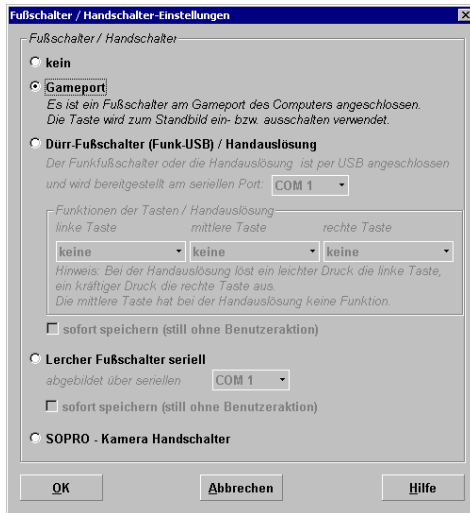 Fußschalter / Handschalter-Einstellungen
Fußschalter / Handschalter
kein
Gameport
Es ist ein Fußschalter am Gameport des Computers angeschlossen.
Die Taste wird zum Standbild ein- bzw. ausschalten verwendet.
Dürr-Fußschalter (Funk-USB) / Handauslösung
Der Funkfußschalter oder die Handauslösung ist per USB angeschlossen
und wird bereitgestellt am seriellen Port: COM 1
Funktionen der Tasten / Handauslösung
linke Taste mittlere Taste rechte Taste
keine keine keine
Hinweis: Bei der Handauslösung löst ein leichter Druck die linke Taste,
ein kräftiger Druck die rechte Taste aus.
Die mittlere Taste hat bei der Handauslösung keine Funktion.
sofort speichern (still ohne Benutzeraktion)
Lercher Fußschalter seriell
abgebildet über seriellen COM 1
sofort speichern (still ohne Benutzeraktion)
SOPRO - Kamera Handschalter
OK Abbrechen Hilfe